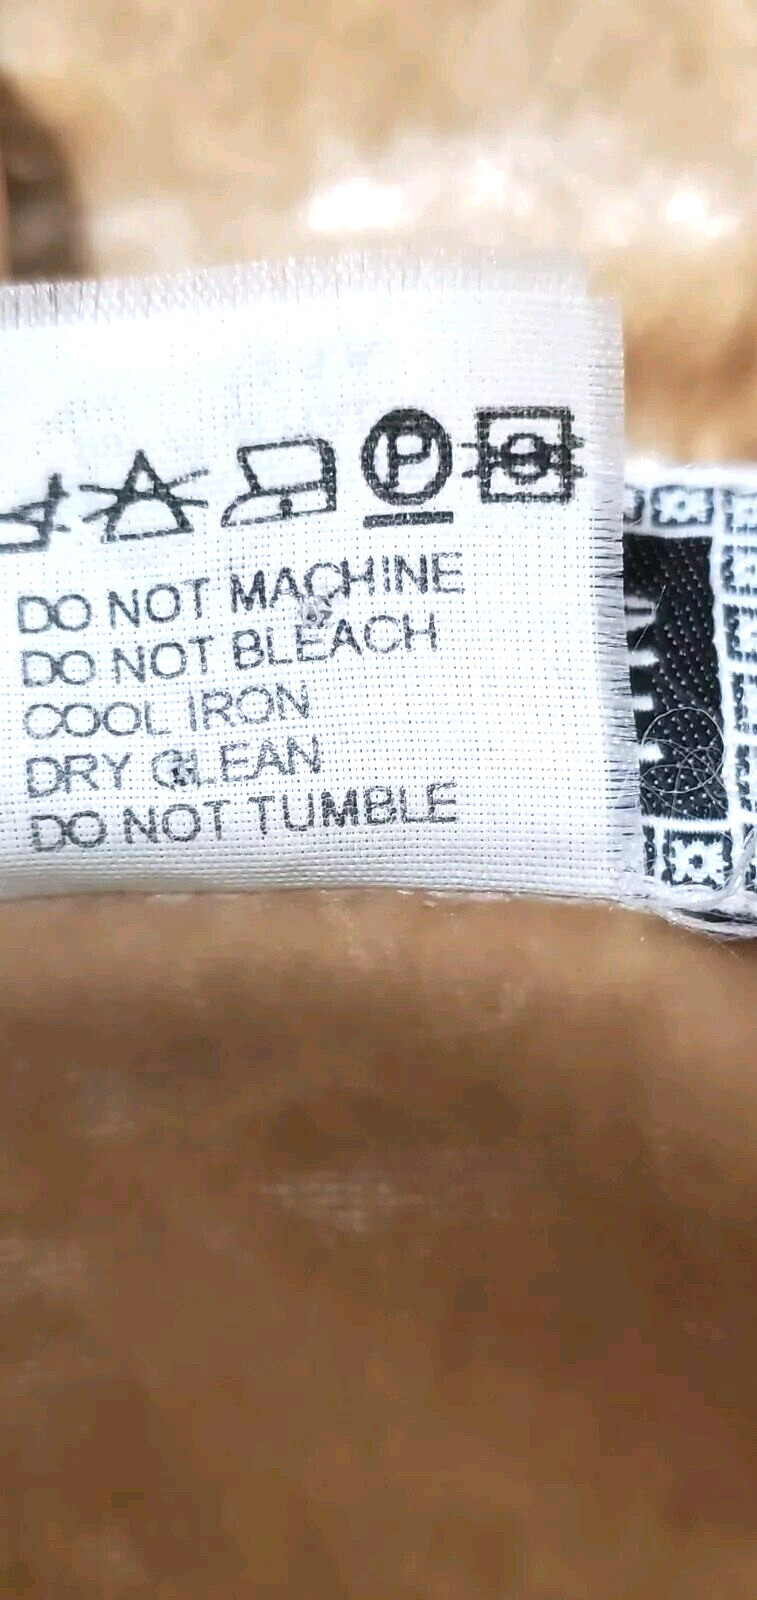 P
DO NOT MACHINE
DO NOT BLEACH
COOL IRON
DRY CLEAN
DO NOT TUMBLE